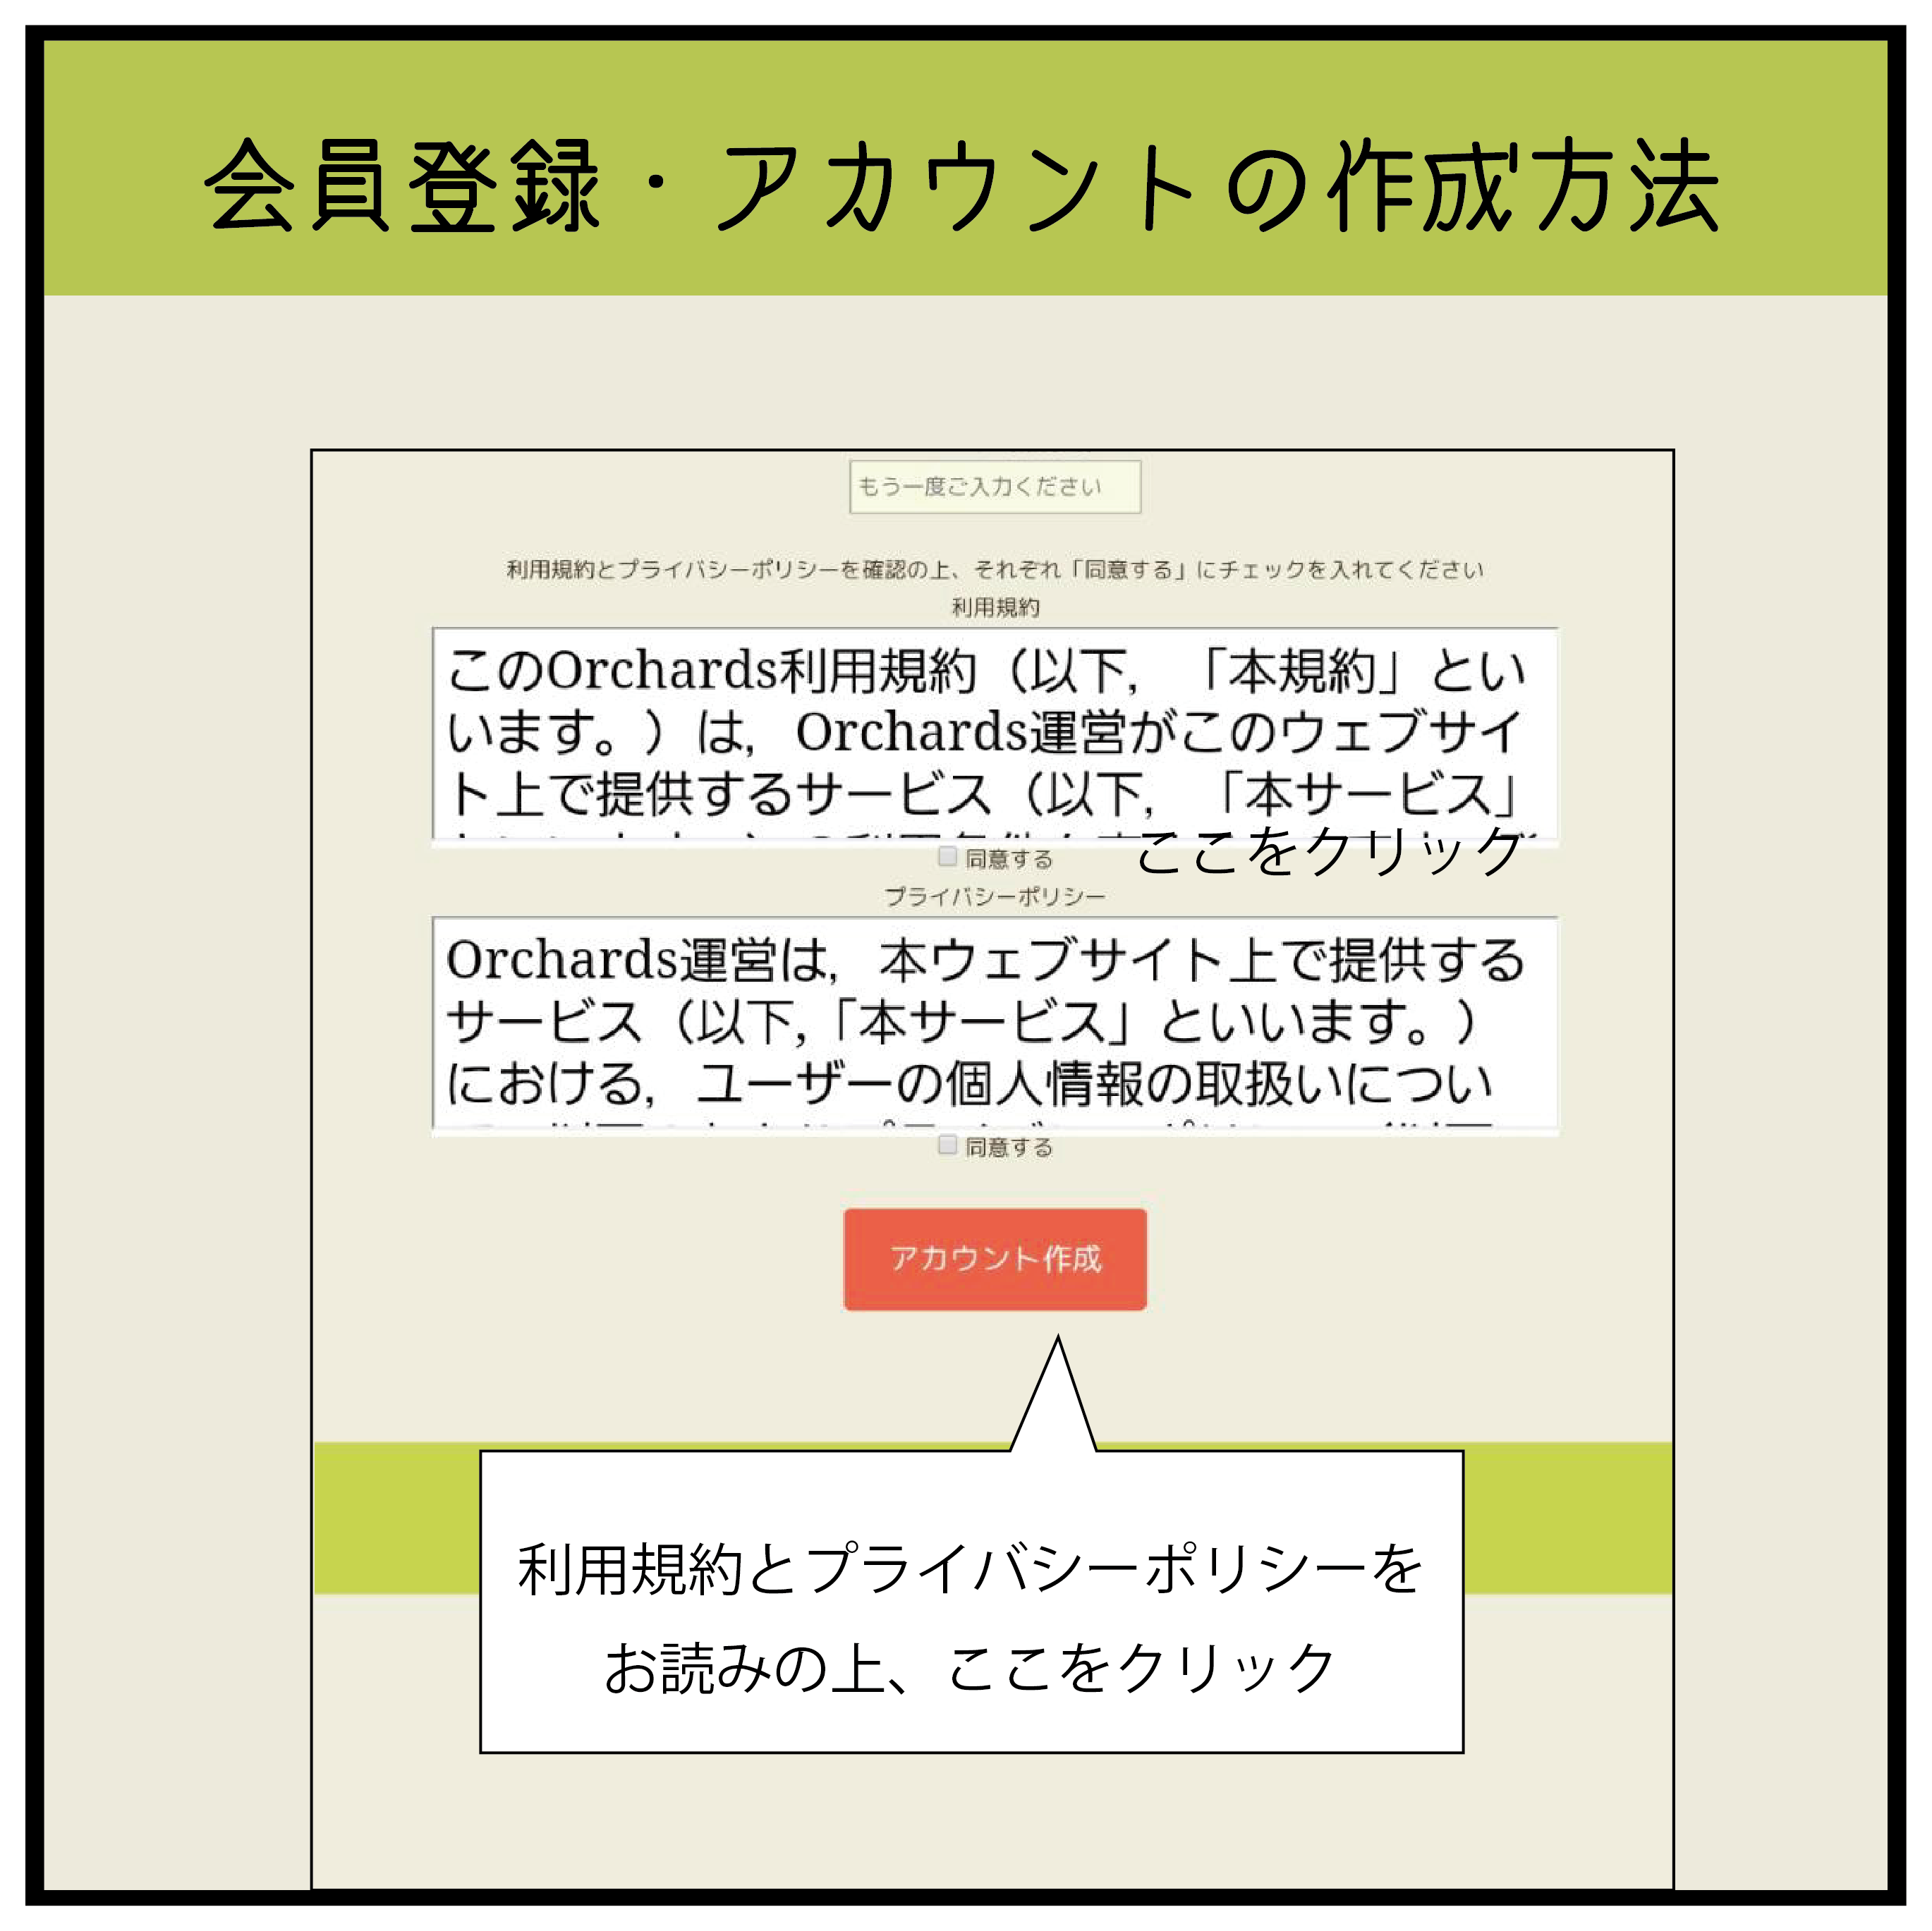 会員登録・アカウントの作成方法
もう一度ご入力ください
利用規約とプライバシーポリシーを確認の上、それぞれ「同意する」にチェックを入れてください
利用規約
このOrchards利用規約（以下，「本規約」とい
います。）は，Orchards運営がこのウェブサイ
ト上で提供するサービス（以下，「本サービス」
同意する
ここをクリック
プライバシーポリシー
Orchards運営は，本ウェブサイト上で提供する
サービス（以下,「本サービス」といいます。）
における，ユーザーの個人情報の取扱いについ
同意する
アカウント作成
利用規約とプライバシーポリシーを
お読みの上、ここをクリック